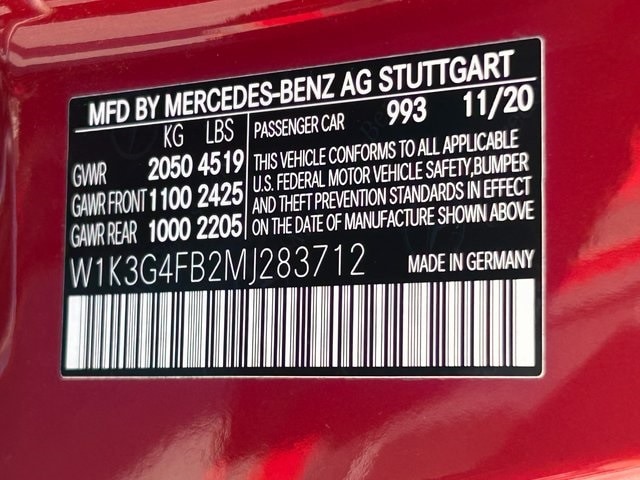 MFD BY MERCEDES-BENZ AG STUTTGART
KG LBS
GVWR 2050 4519
GAWR FRONT 1100 2425
GAWR REAR 1000 2205
PASSENGER CAR 993 11/20
THIS VEHICLE CONFORMS TO ALL APPLICABLE
U.S. FEDERAL MOTOR VEHICLE SAFETY,BUMPER
AND THEFT PREVENTION STANDARDS IN EFFECT
ON THE DATE OF MANUFACTURE SHOWN ABOVE
W1K3G4FB2MJ283712 MADE IN GERMANY